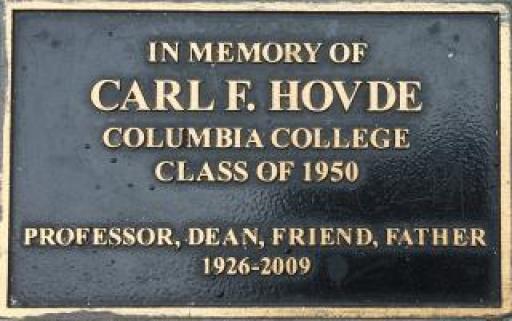 IN MEMORY OF
CARL F. HOVDE
COLUMBIA COLLEGE
CLASS OF 1950
PROFESSOR, DEAN, FRIEND, FATHER
1926-2009